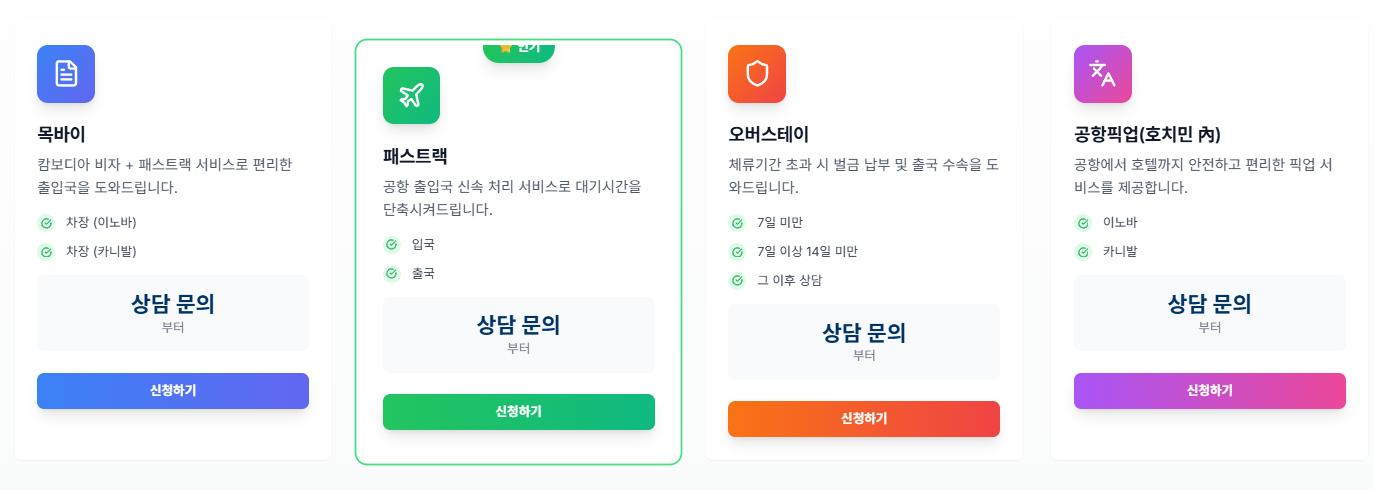 목바이
캄보디아 비자 + 패스트랙 서비스로 편리한
출입국을 도와드립니다.
차장 (이노바)
차장 (카니발)
상담 문의
부터
신청하기
인기
패스트랙
공항 출입국 신속 처리 서비스로 대기시간을
단축시켜드립니다.
입국
출국
상담 문의
부터
신청하기
오버스테이
체류기간 초과 시 벌금 납부 및 출국 수속을 도
와드립니다.
7일 미만
7일 이상 14일 미만
그 이후 상담
상담 문의
부터
신청하기
공항픽업(호치민 內)
공항에서 호텔까지 안전하고 편리한 픽업 서
비스를 제공합니다.
이노바
카니발
상담 문의
부터
신청하기